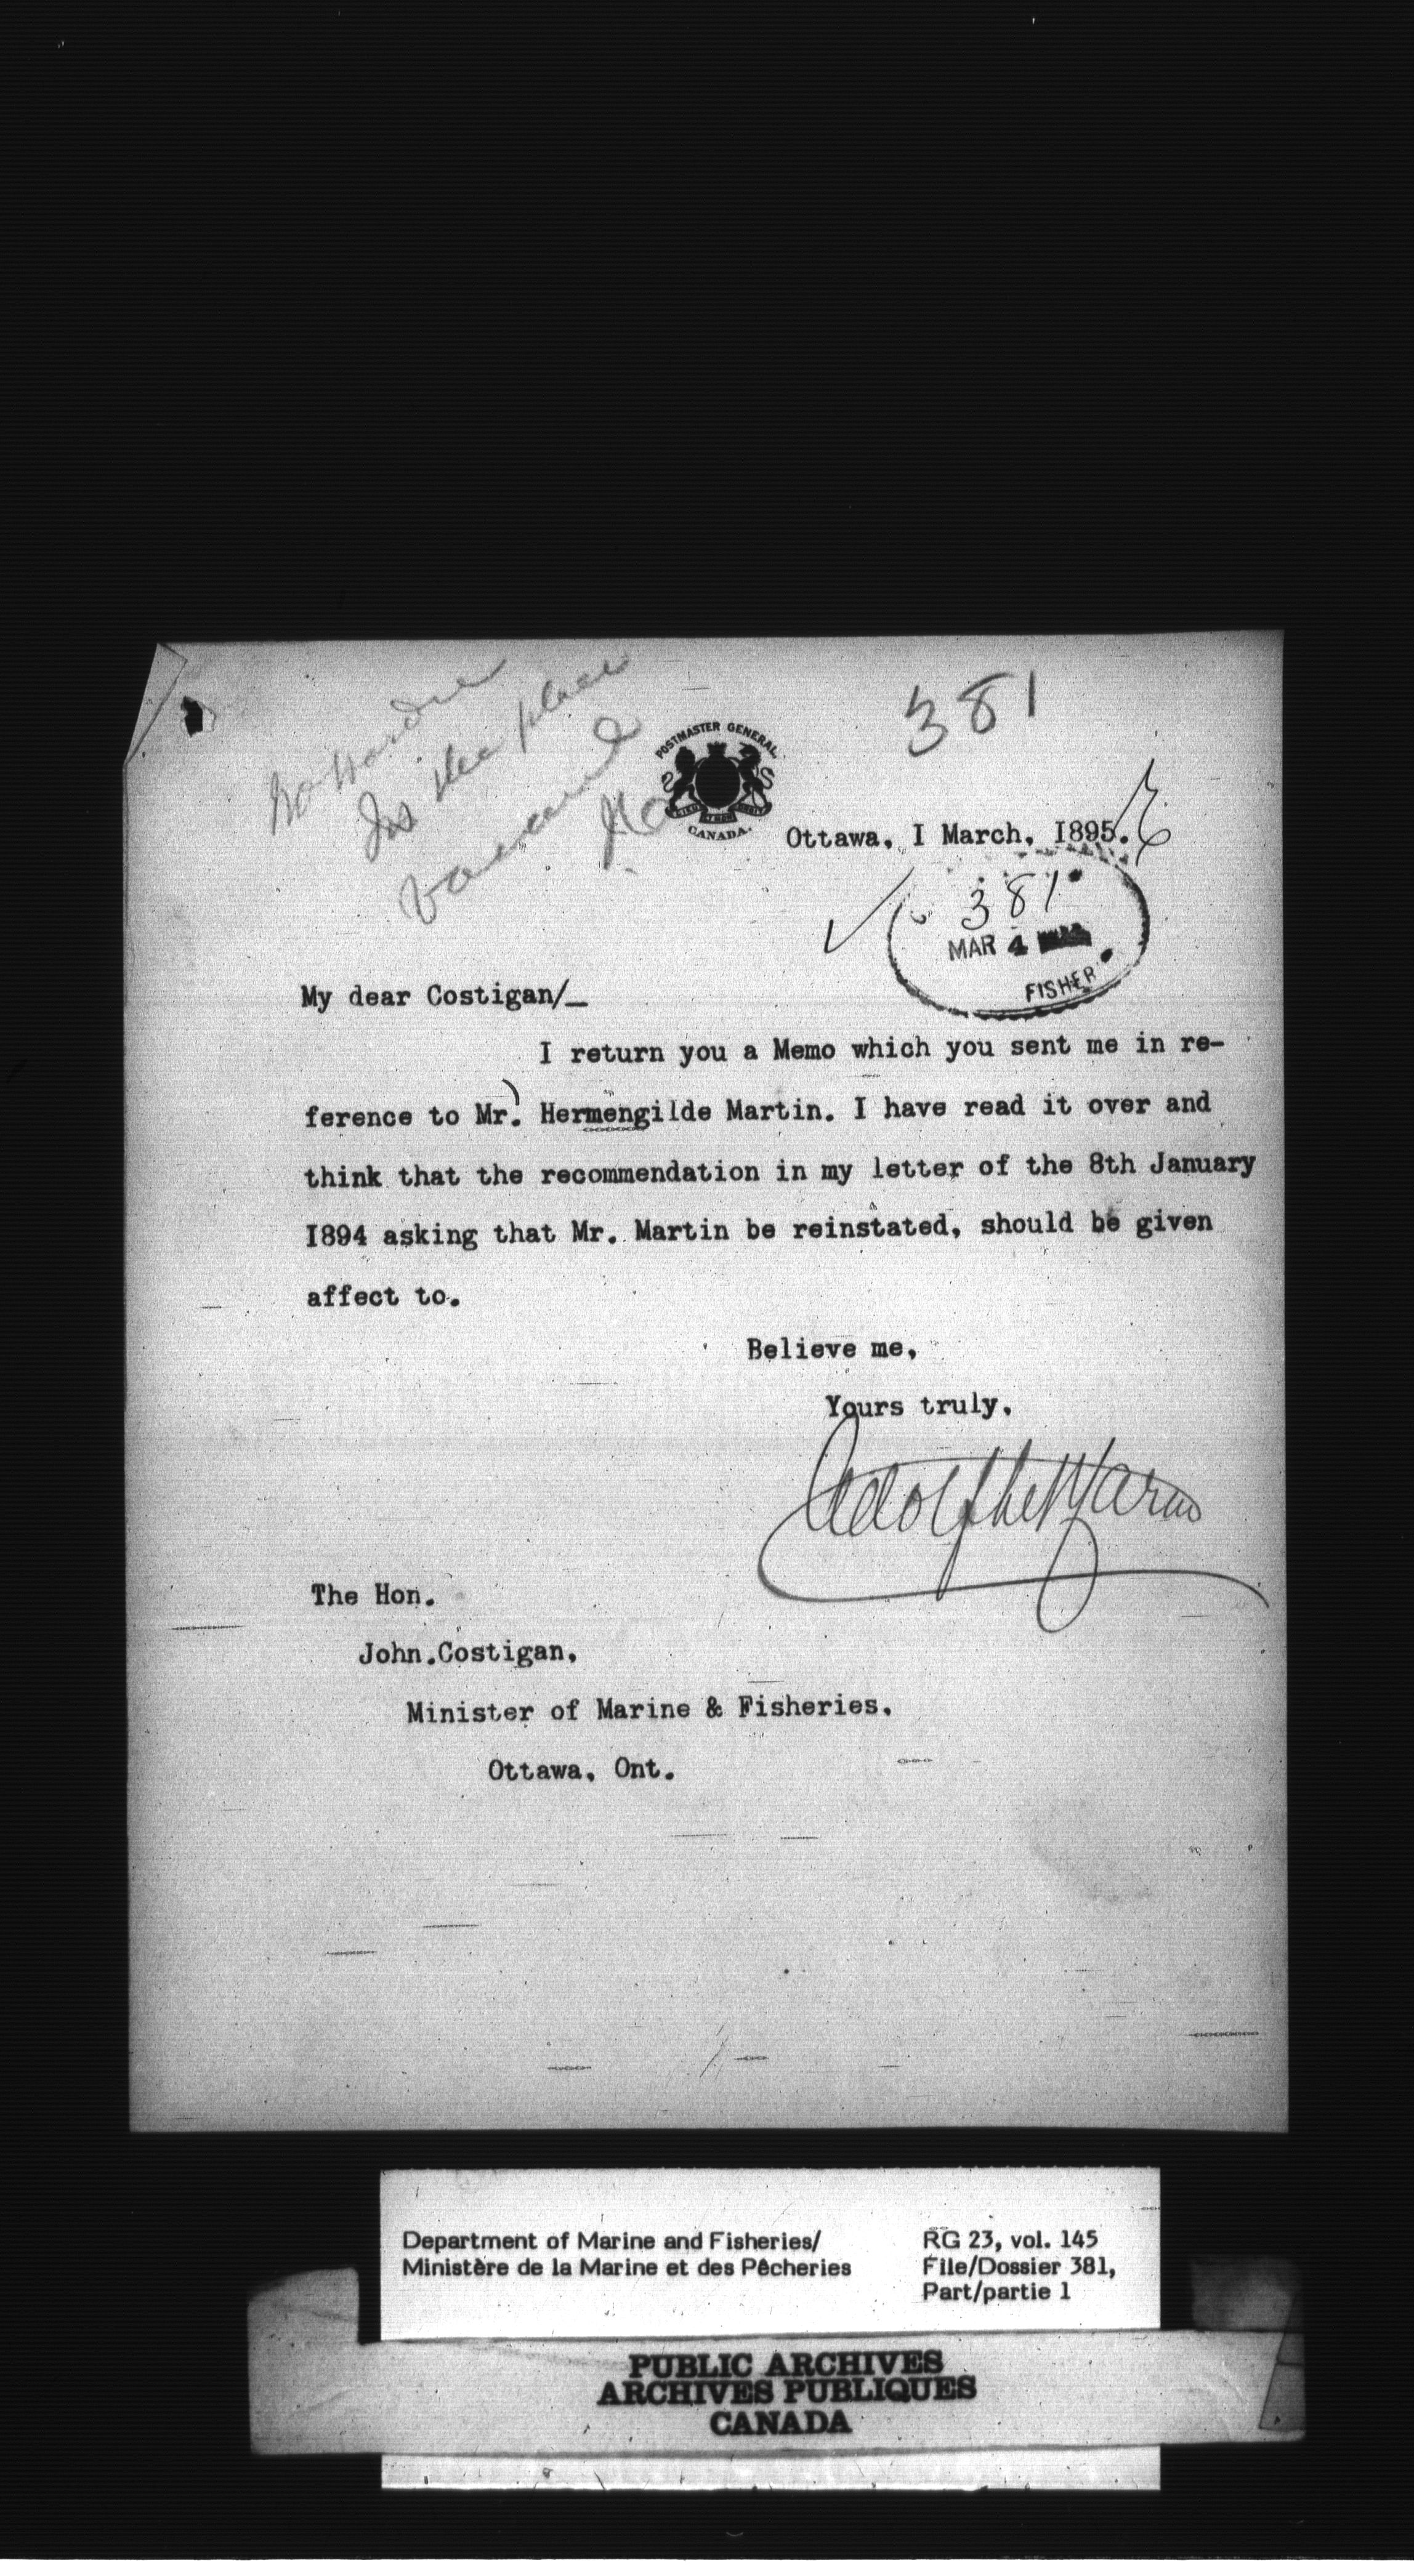 Is the place
vacant
381
POSTMASTER GENERAL
CANADA.
Ottawa, I March, I895.
381
MAR 4
FISHER
My dear Costigan/_
I return you a Memo which you sent me in re-
ference to Mr. Hermengilde Martin. I have read it over and
think that the recommendation in my letter of the 8th January
I894 asking that Mr. Martin be reinstated, should be given
affect to.
Believe me,
Yours truly,
The Hon.
John.Costigan,
Minister of Marine & Fisheries.
Ottawa, Ont.
Department of Marine and Fisheries/
Ministère de la Marine et des Pêcheries
RG 23, vol. 145
File/Dossier 381,
Part/partie 1
PUBLIC ARCHIVES
ARCHIVES PUBLIQUES
CANADA